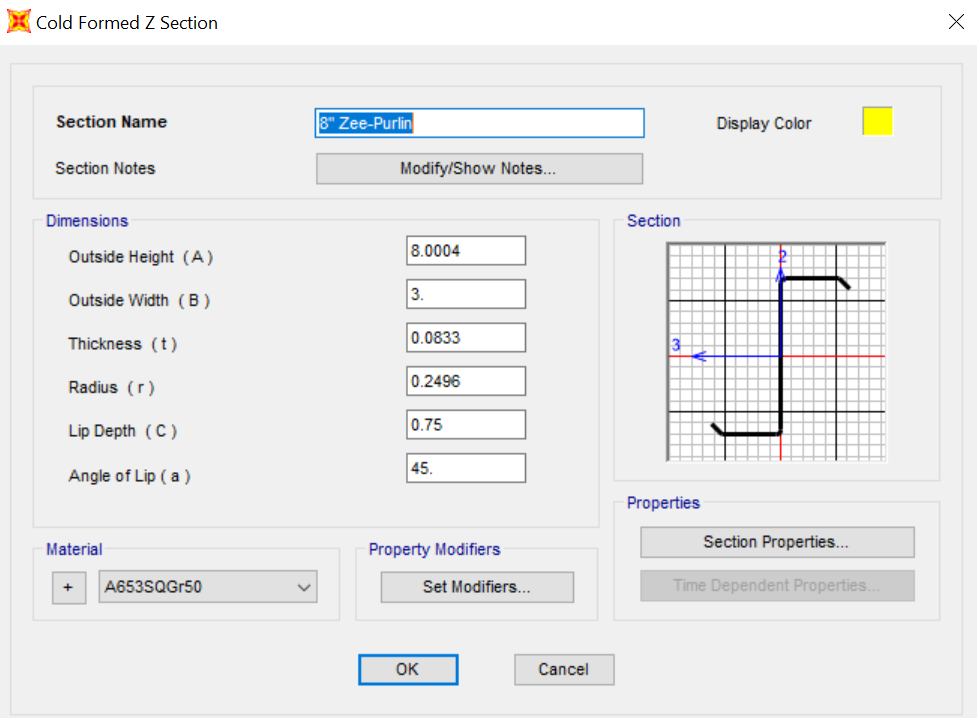 Cold Formed Z Section
Section Name 8" Zee-Purlin Display Color
Section Notes Modify/Show Notes...
Dimensions
Outside Height ( A ) 8.0004
Outside Width ( B ) 3.
Thickness ( t ) 0.0833
Radius ( r ) 0.2496
Lip Depth ( C ) 0.75
Angle of Lip ( a ) 45.
Section
2
3
Material
+ A653SQGr50
Property Modifiers
Set Modifiers...
Properties
Section Properties...
Time Dependent Properties...
OK Cancel